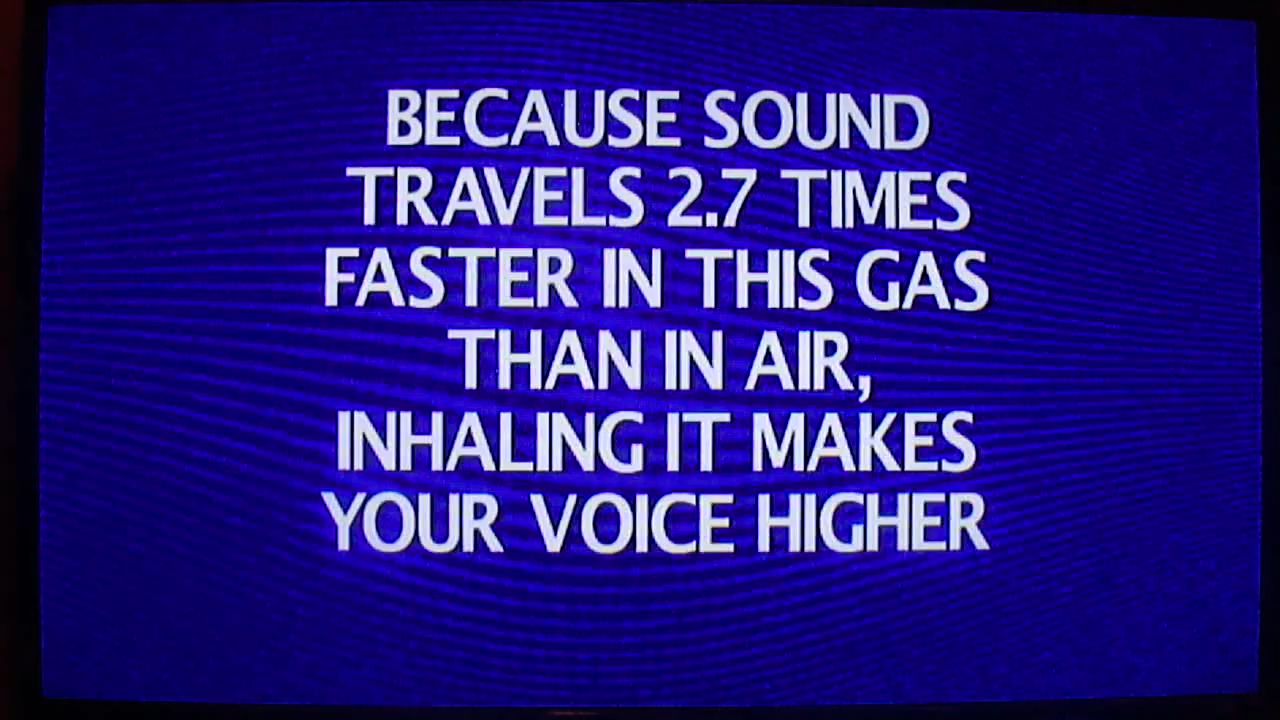 BECAUSE SOUND
TRAVELS 2.7 TIMES
FASTER IN THIS GAS
THAN IN AIR,
INHALING IT MAKES
YOUR VOICE HIGHER